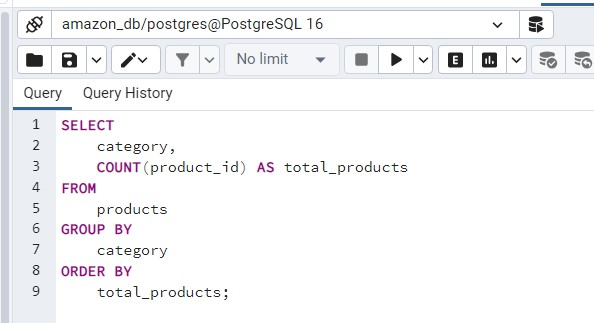 amazon_db/postgres@PostgreSQL 16
No limit
E
Query Query History
1 SELECT
2 category,
3 COUNT(product_id) AS total_products
4 FROM
5 products
6 GROUP BY
7 category
8 ORDER BY
9 total_products;